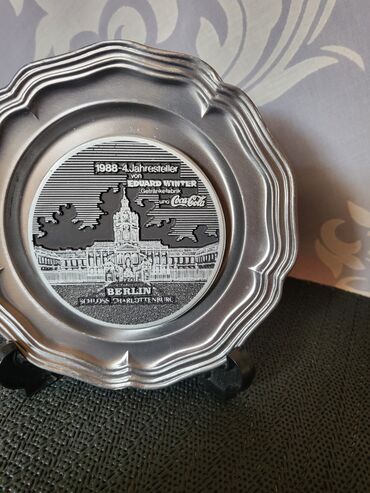 1988-4.Jahresteller
von
EDUARD WINTER
Getränkefabrik
und Coca-Cola
BERLIN
SCHLOSS CHARLOTTENBURG